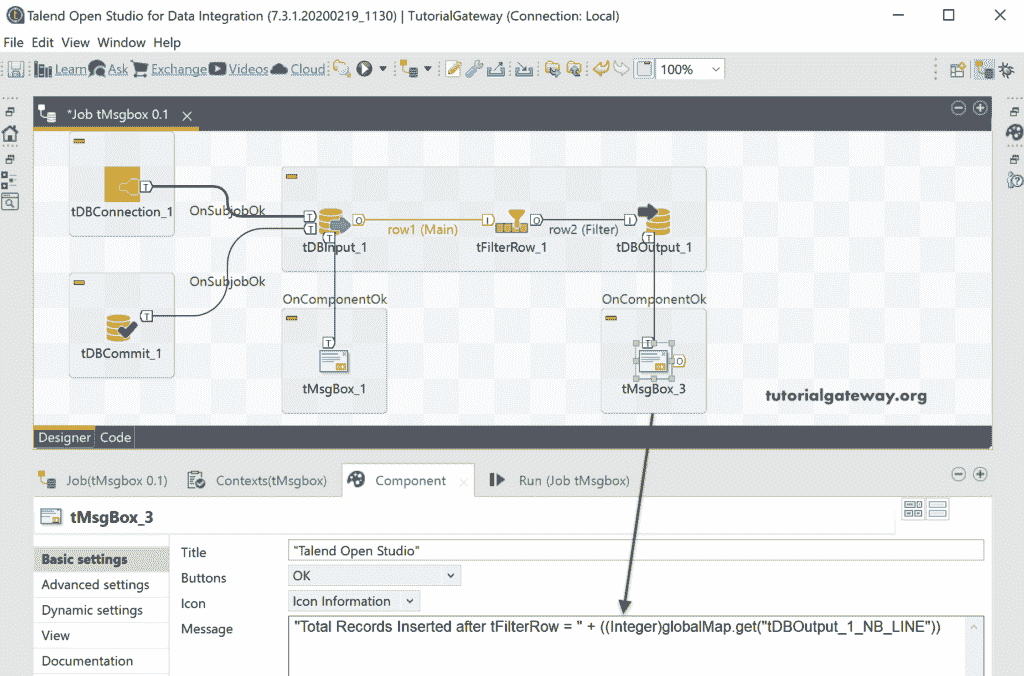 Talend Open Studio for Data Integration (7.3.1.20200219_1130) | TutorialGateway (Connection: Local)
File Edit View Window Help
Learn Ask Exchange Videos Cloud 100%
*Job tMsgbox 0.1
T
tDBConnection_1
OnSubjobOk
T
T
O
row1 (Main)
I
O
row2 (Filter)
I
tDBInput_1
tFilterRow_1
tDBOutput_1
T
T
OnSubjobOk
T
tDBCommit_1
OnComponentOk
OnComponentOk
T
T
O
tMsgBox_1
tMsgBox_3
tutorialgateway.org
Designer Code
Job(tMsgbox 0.1) Contexts(tMsgbox) Component Run (Job tMsgbox)
tMsgBox_3
Basic settings
Advanced settings
Dynamic settings
View
Documentation
Title "Talend Open Studio"
Buttons OK
Icon Icon Information
Message "Total Records Inserted after tFilterRow = " + ((Integer)globalMap.get("tDBOutput_1_NB_LINE"))